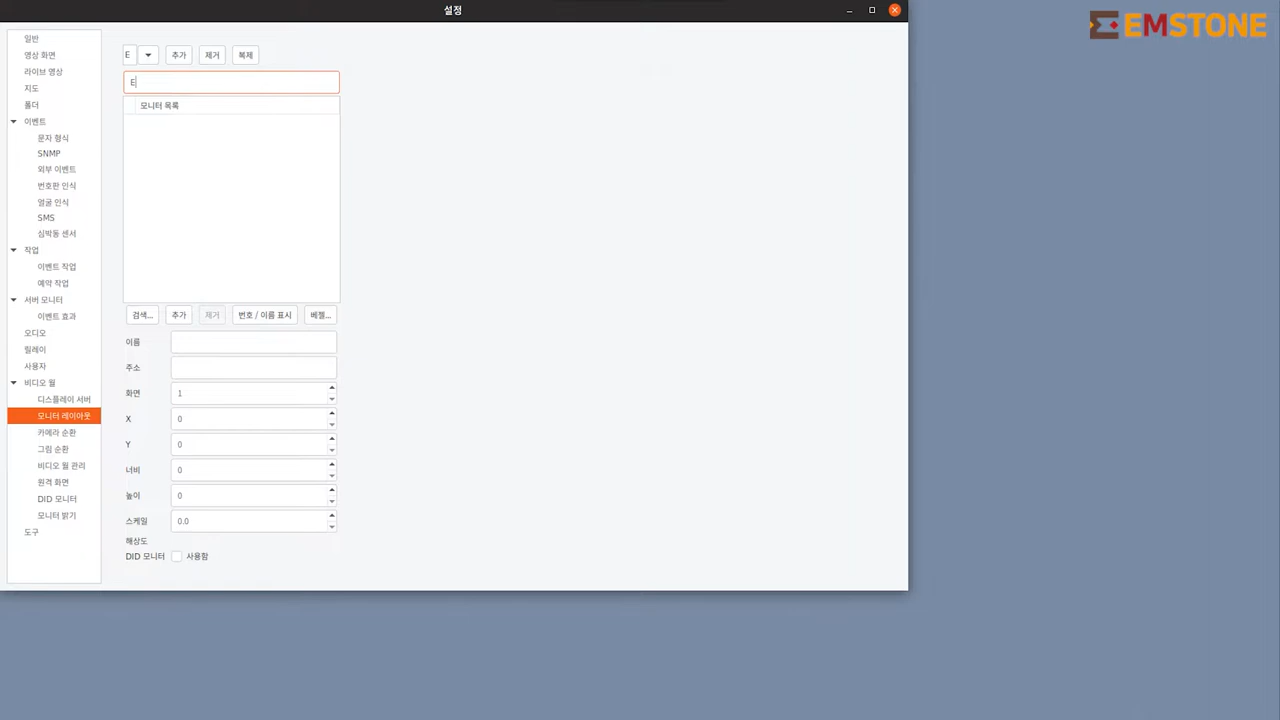 설정
EMSTONE
일반
영상 화면
라이브 영상
지도
폴더
이벤트
문자 형식
SNMP
외부 이벤트
번호판 인식
얼굴 인식
SMS
심박동 센서
작업
이벤트 작업
예약 작업
서버 모니터
이벤트 효과
오디오
릴레이
사용자
비디오 월
디스플레이 서버
모니터 레이아웃
카메라 순환
그림 순환
비디오 월 관리
원격 화면
DID 모니터
모니터 밝기
도구
E 추가 제거 복제
E
모니터 목록
검색... 추가 제거 번호 / 이름 표시 베젤...
이름
주소
화면 1
X 0
Y 0
너비 0
높이 0
스케일 0.0
해상도
DID 모니터 사용함